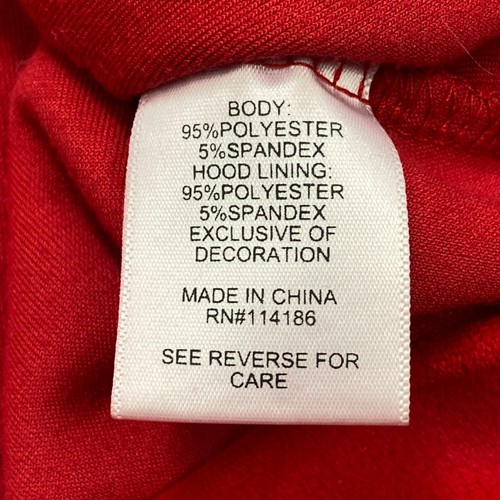 BODY:
95%POLYESTER
5%SPANDEX
HOOD LINING:
95%POLYESTER
5%SPANDEX
EXCLUSIVE OF
DECORATION
MADE IN CHINA
RN#114186
SEE REVERSE FOR
CARE